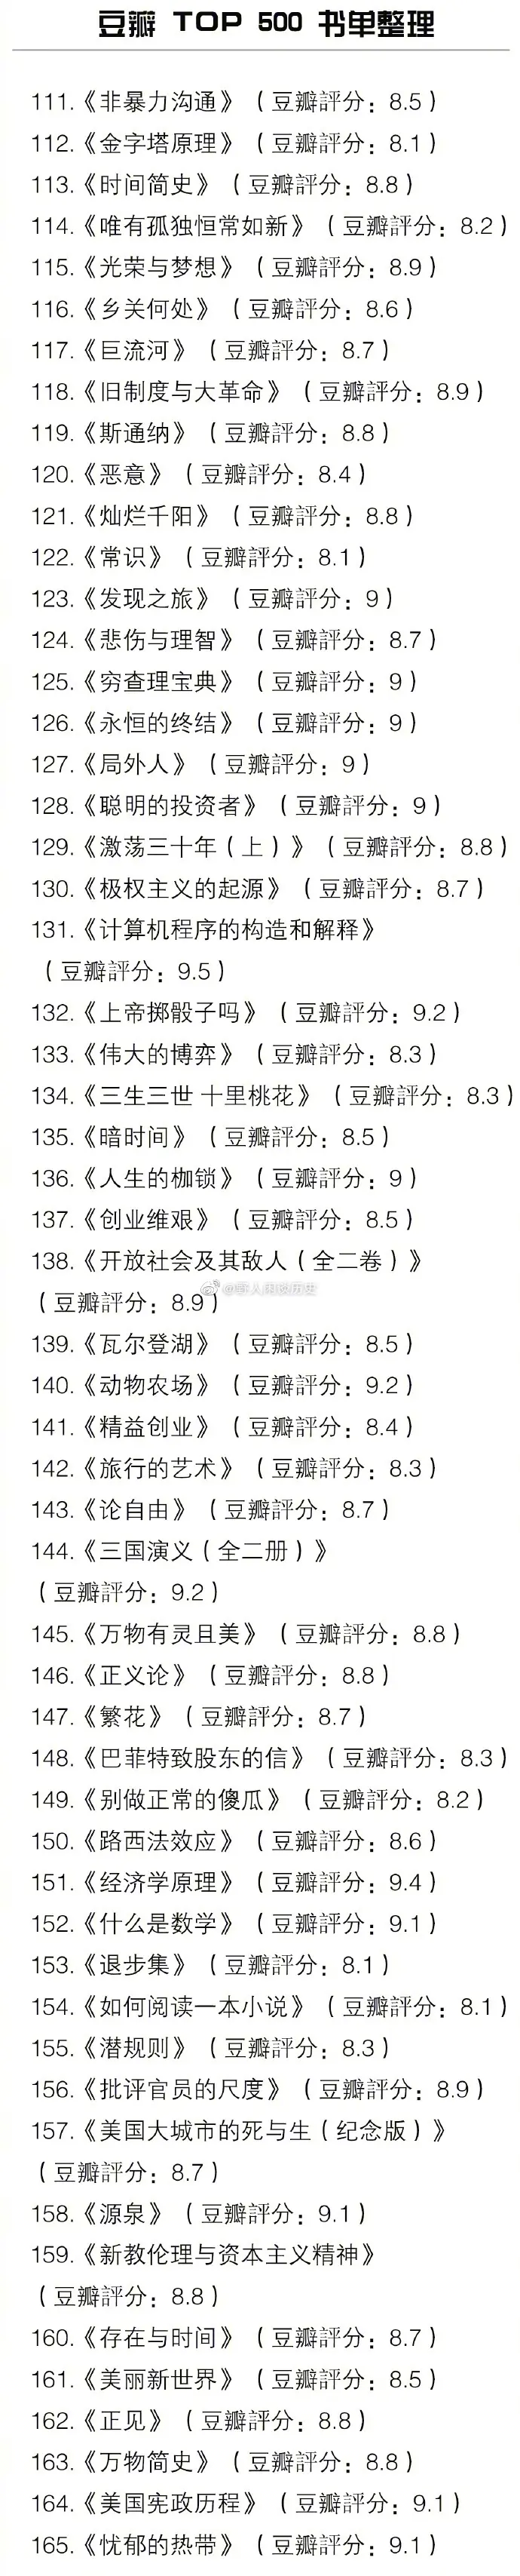 豆瓣 TOP 500 书单整理
111.《非暴力沟通》（豆瓣評分：8.5）
112.《金字塔原理》（豆瓣評分：8.1）
113.《时间简史》（豆瓣評分：8.8）
114.《唯有孤独恒常如新》（豆瓣評分：8.2）
115.《光荣与梦想》（豆瓣評分：8.9）
116.《乡关何处》（豆瓣評分：8.6）
117.《巨流河》（豆瓣評分：8.7）
118.《旧制度与大革命》（豆瓣評分：8.9）
119.《斯通纳》（豆瓣評分：8.8）
120.《恶意》（豆瓣評分：8.4）
121.《灿烂千阳》（豆瓣評分：8.8）
122.《常识》（豆瓣評分：8.1）
123.《发现之旅》（豆瓣評分：9）
124.《悲伤与理智》（豆瓣評分：8.7）
125.《穷查理宝典》（豆瓣評分：9）
126.《永恒的终结》（豆瓣評分：9）
127.《局外人》（豆瓣評分：9）
128.《聪明的投资者》（豆瓣評分：9）
129.《激荡三十年（上）》（豆瓣評分：8.8）
130.《极权主义的起源》（豆瓣評分：8.7）
131.《计算机程序的构造和解释》
（豆瓣評分：9.5）
132.《上帝掷骰子吗》（豆瓣評分：9.2）
133.《伟大的博弈》（豆瓣評分：8.3）
134.《三生三世 十里桃花》（豆瓣評分：8.3）
135.《暗时间》（豆瓣評分：8.5）
136.《人生的枷锁》（豆瓣評分：9）
137.《创业维艰》（豆瓣評分：8.5）
138.《开放社会及其敌人（全二卷）》
（豆瓣評分：8.9）
139.《瓦尔登湖》（豆瓣評分：8.5）
140.《动物农场》（豆瓣評分：9.2）
141.《精益创业》（豆瓣評分：8.4）
142.《旅行的艺术》（豆瓣評分：8.3）
143.《论自由》（豆瓣評分：8.7）
144.《三国演义（全二册）》
（豆瓣評分：9.2）
145.《万物有灵且美》（豆瓣評分：8.8）
146.《正义论》（豆瓣評分：8.8）
147.《繁花》（豆瓣評分：8.7）
148.《巴菲特致股东的信》（豆瓣評分：8.3）
149.《别做正常的傻瓜》（豆瓣評分：8.2）
150.《路西法效应》（豆瓣評分：8.6）
151.《经济学原理》（豆瓣評分：9.4）
152.《什么是数学》（豆瓣評分：9.1）
153.《退步集》（豆瓣評分：8.1）
154.《如何阅读一本小说》（豆瓣評分：8.1）
155.《潜规则》（豆瓣評分：8.3）
156.《批评官员的尺度》（豆瓣評分：8.9）
157.《美国大城市的死与生（纪念版）》
（豆瓣評分：8.7）
158.《源泉》（豆瓣評分：9.1）
159.《新教伦理与资本主义精神》
（豆瓣評分：8.8）
160.《存在与时间》（豆瓣評分：8.7）
161.《美丽新世界》（豆瓣評分：8.5）
162.《正见》（豆瓣評分：8.8）
163.《万物简史》（豆瓣評分：8.8）
164.《美国宪政历程》（豆瓣評分：9.1）
165.《忧郁的热带》（豆瓣評分：9.1）